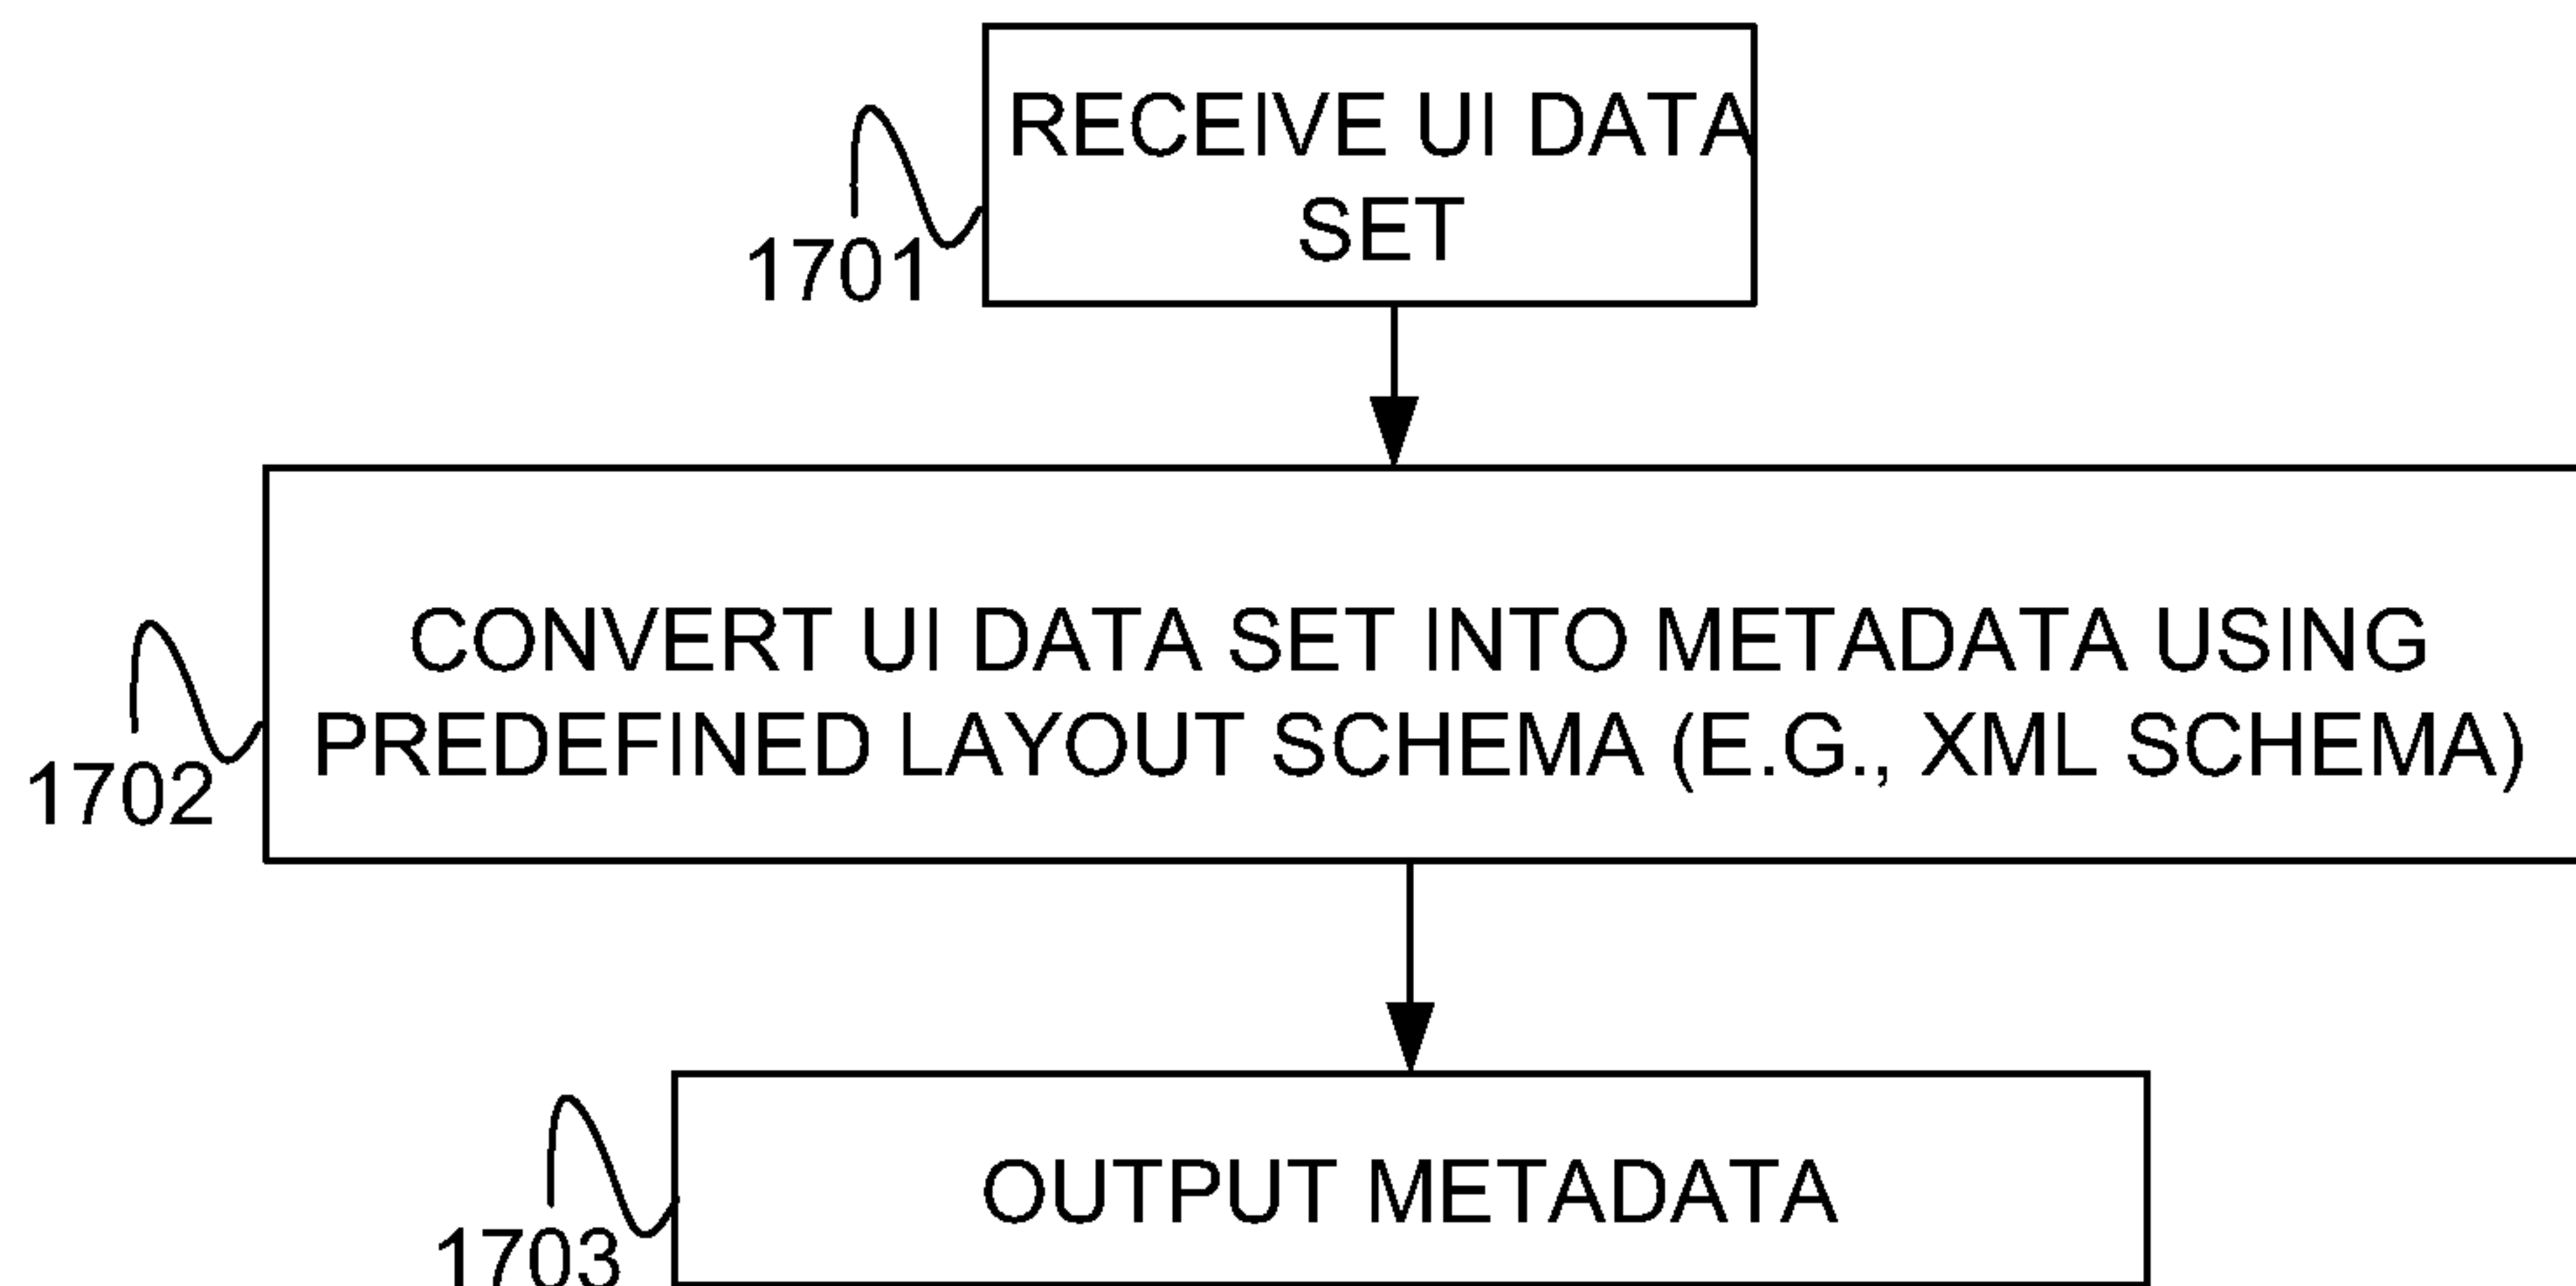 RECEIVE UI DATA
SET
1701
CONVERT UI DATA SET INTO METADATA USING
PREDEFINED LAYOUT SCHEMA (E.G., XML SCHEMA)
1702
OUTPUT METADATA
1703